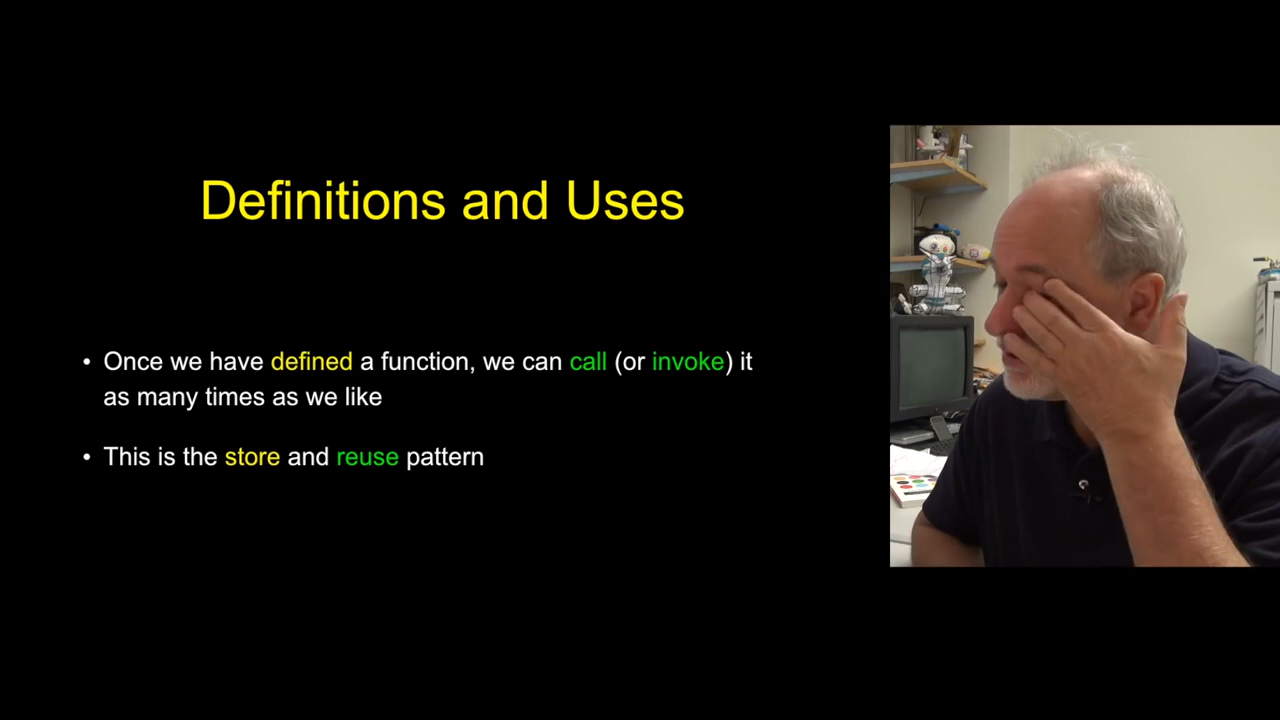 Definitions and Uses
• Once we have defined a function, we can call (or invoke) it
as many times as we like
• This is the store and reuse pattern